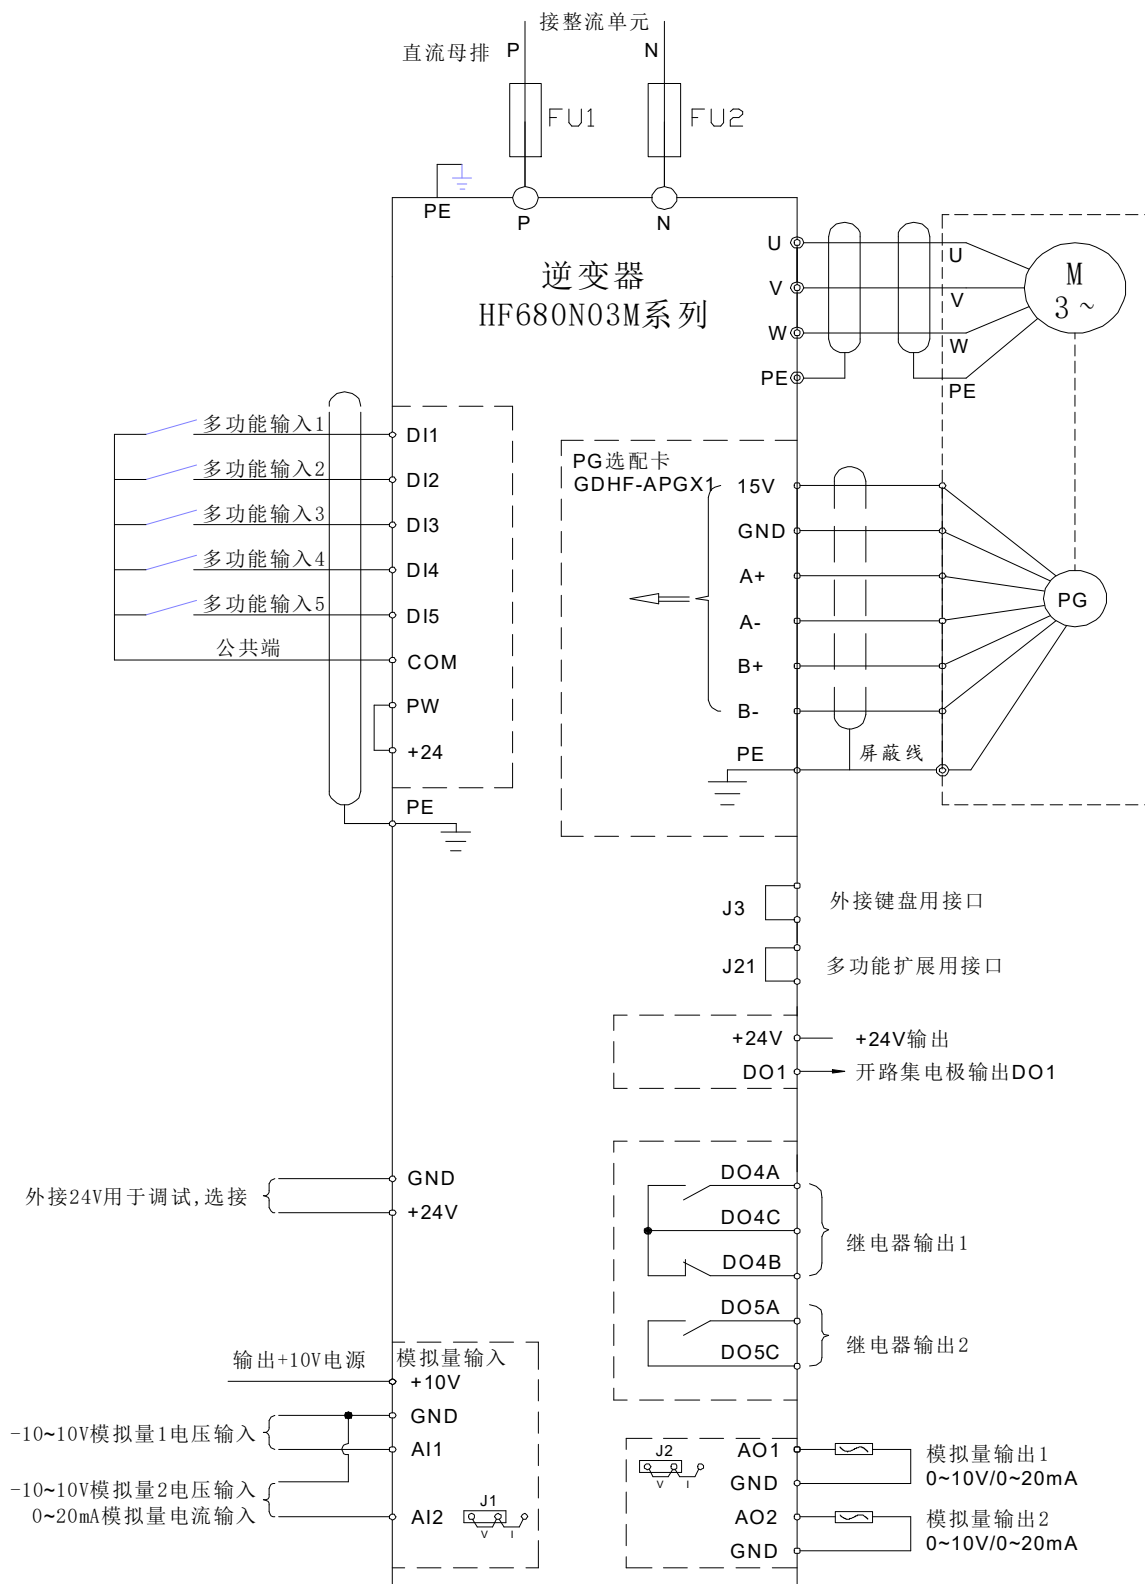 接整流单元
直流母排 P N
FU1 FU2
PE P N
逆变器
HF680N03M系列
U
V
W
PE
U
V
W
PE
M
3~
多功能输入1 DI1
多功能输入2 DI2
多功能输入3 DI3
多功能输入4 DI4
多功能输入5 DI5
公共端 COM
PW
+24
PE
PG选配卡
GDHF-APGX1
15V
GND
A+
A-
B+
B-
PE
屏蔽线
PG
J3 外接键盘用接口
J21 多功能扩展用接口
+24V +24V输出
DO1 开路集电极输出DO1
外接24V用于调试,选接
GND
+24V
DO4A
DO4C
DO4B
继电器输出1
DO5A
DO5C
继电器输出2
输出+10V电源 模拟量输入
+10V
GND
-10~10V模拟量1电压输入
AI1
-10~10V模拟量2电压输入
0~20mA模拟量电流输入
AI2
J1
V I
J2
V I
AO1
GND
模拟量输出1
0~10V/0~20mA
AO2
GND
模拟量输出2
0~10V/0~20mA